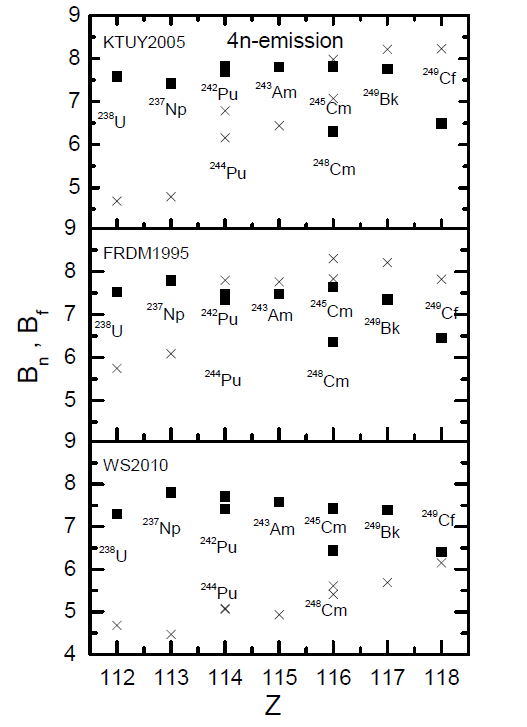 9
KTUY2005 4n-emission
8
²⁴⁹Cf
²⁴²Pu ²⁴³Am ²⁴⁹Bk
²³⁷Np ²⁴⁵Cm
7
²³⁸U
6
²⁴⁴Pu ²⁴⁸Cm
5
9
FRDM1995
8
²³⁷Np ²⁴²Pu ²⁴³Am ²⁴⁵Cm ²⁴⁹Cf
7
²³⁸U ²⁴⁹Bk
6
²⁴⁴Pu ²⁴⁸Cm
5
Bₙ , B_f
9
WS2010
8
²³⁷Np ²⁴³Am ²⁴⁵Cm ²⁴⁹Bk ²⁴⁹Cf
7
²³⁸U ²⁴²Pu
6
²⁴⁴Pu
²⁴⁸Cm
5
4
112 113 114 115 116 117 118
Z